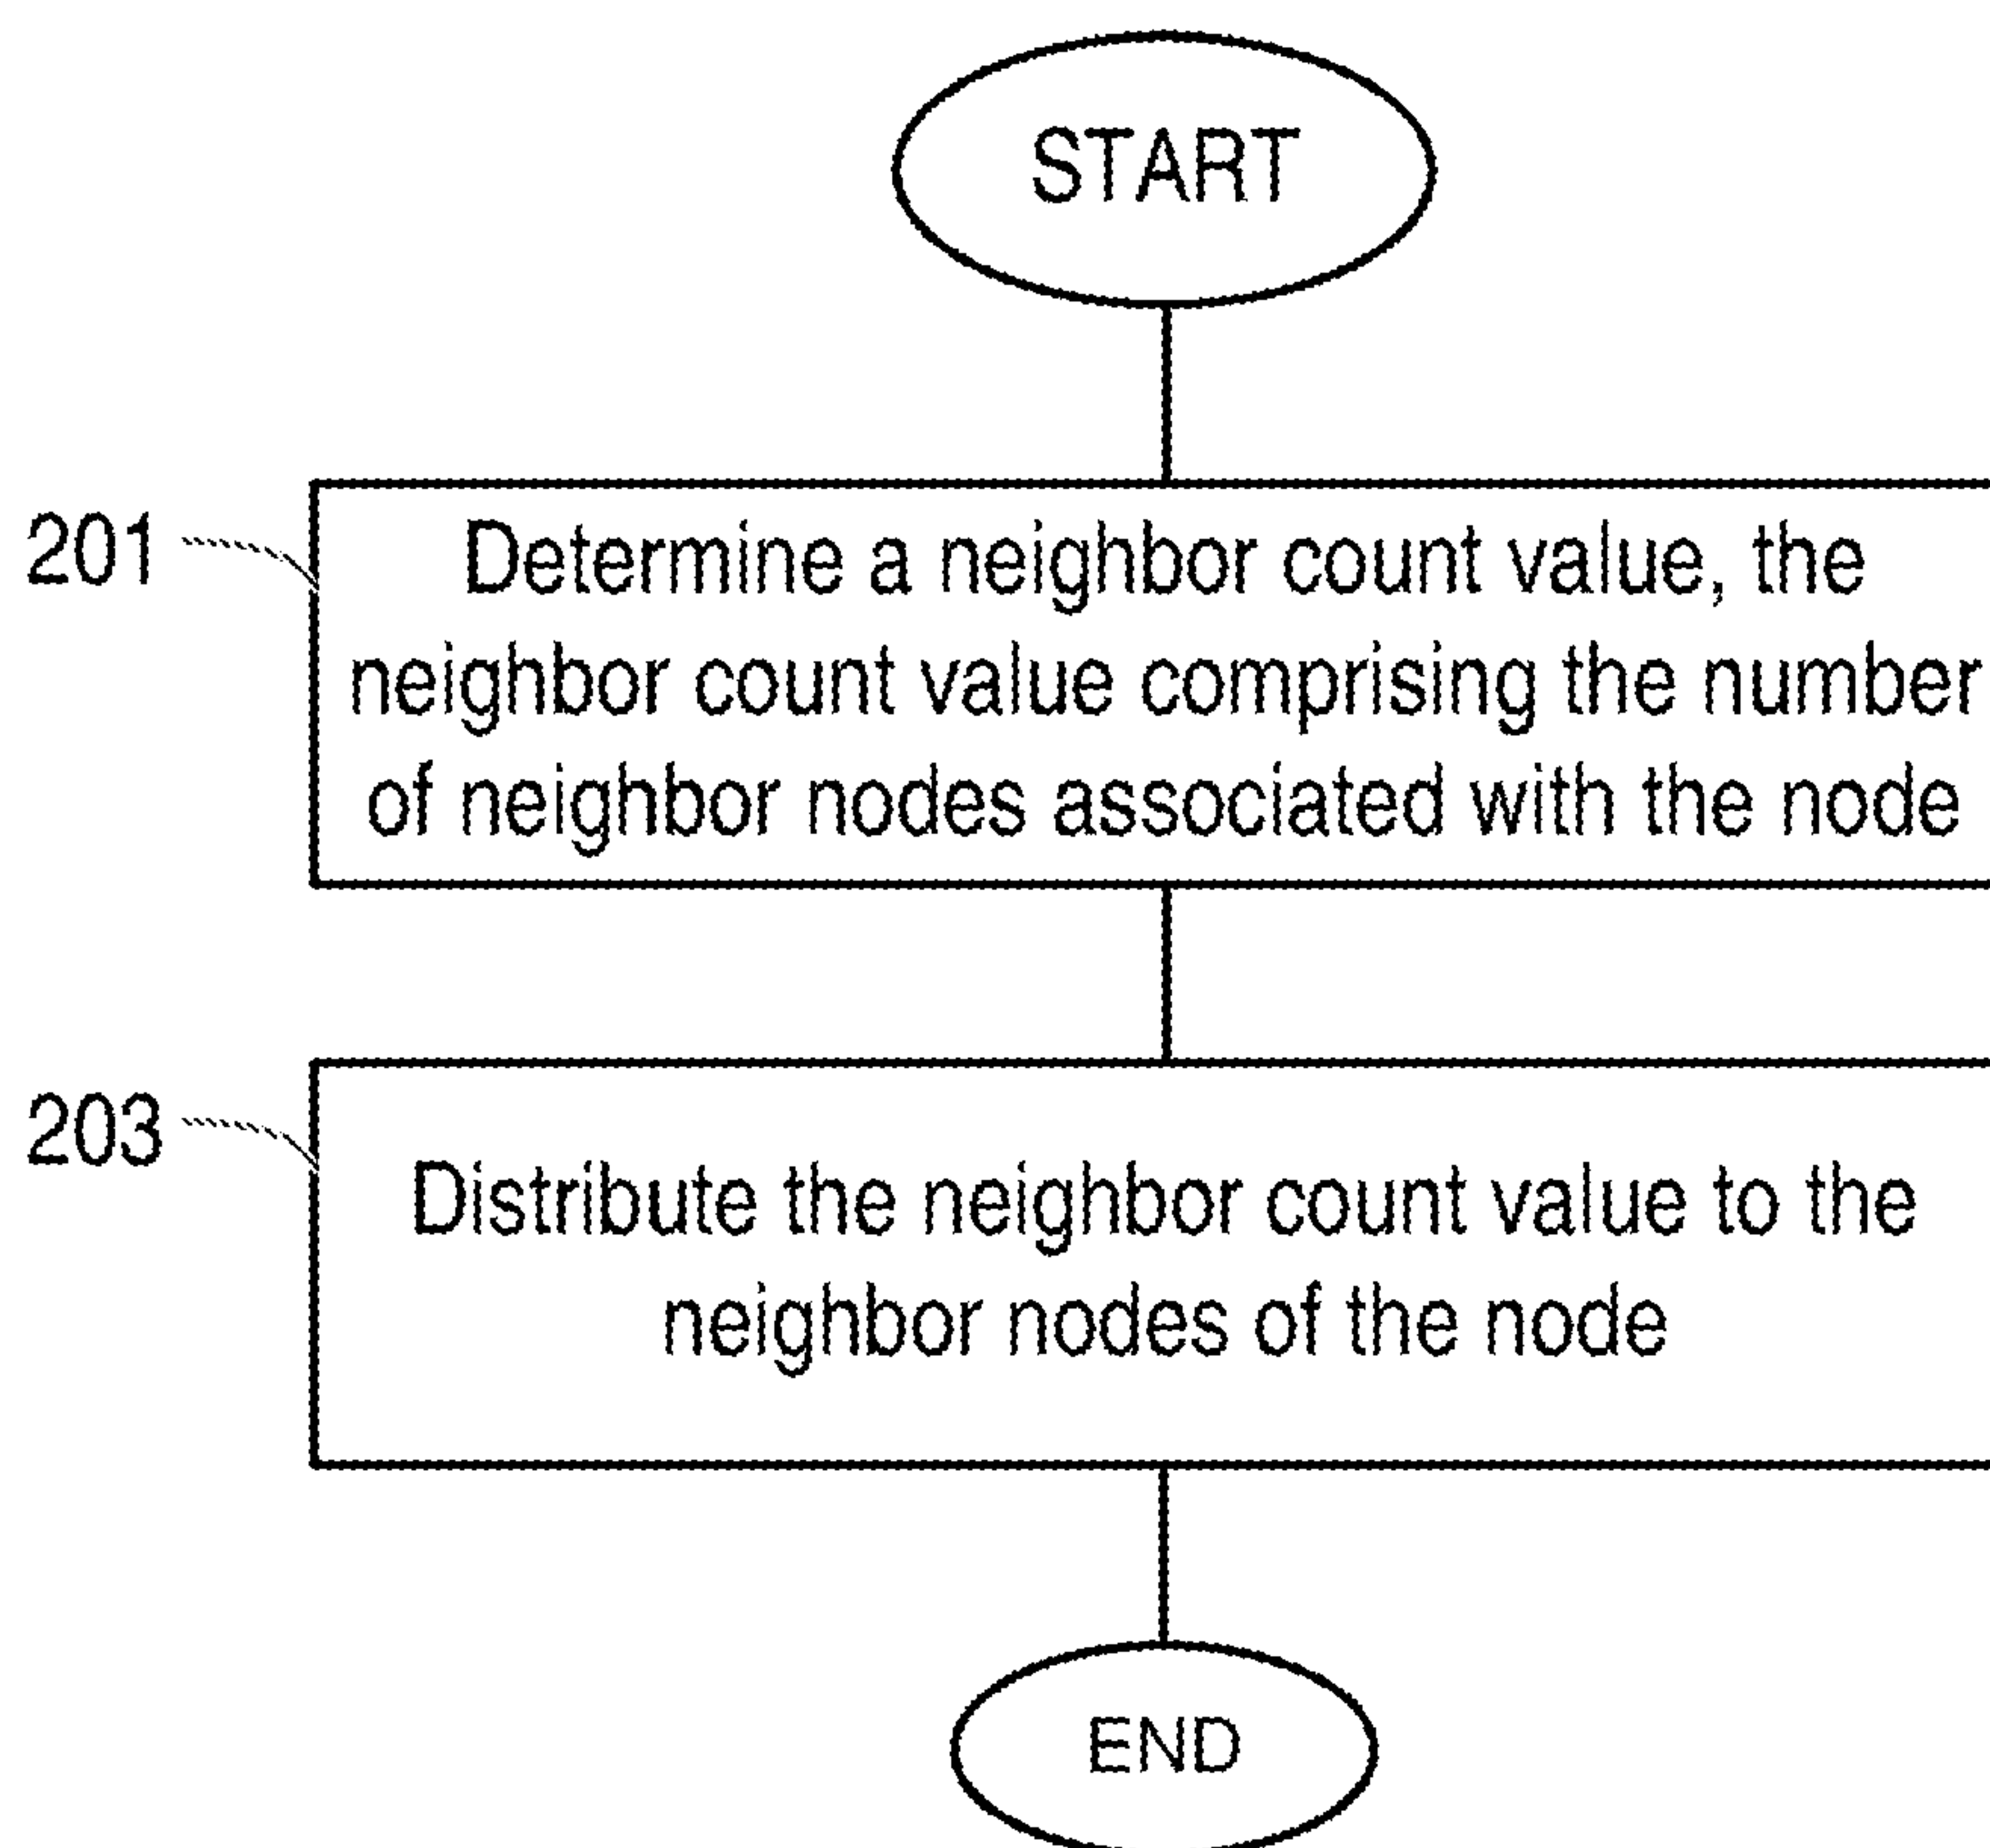 START
201
Determine a neighbor count value, the
neighbor count value comprising the number
of neighbor nodes associated with the node
203
Distribute the neighbor count value to the
neighbor nodes of the node
END